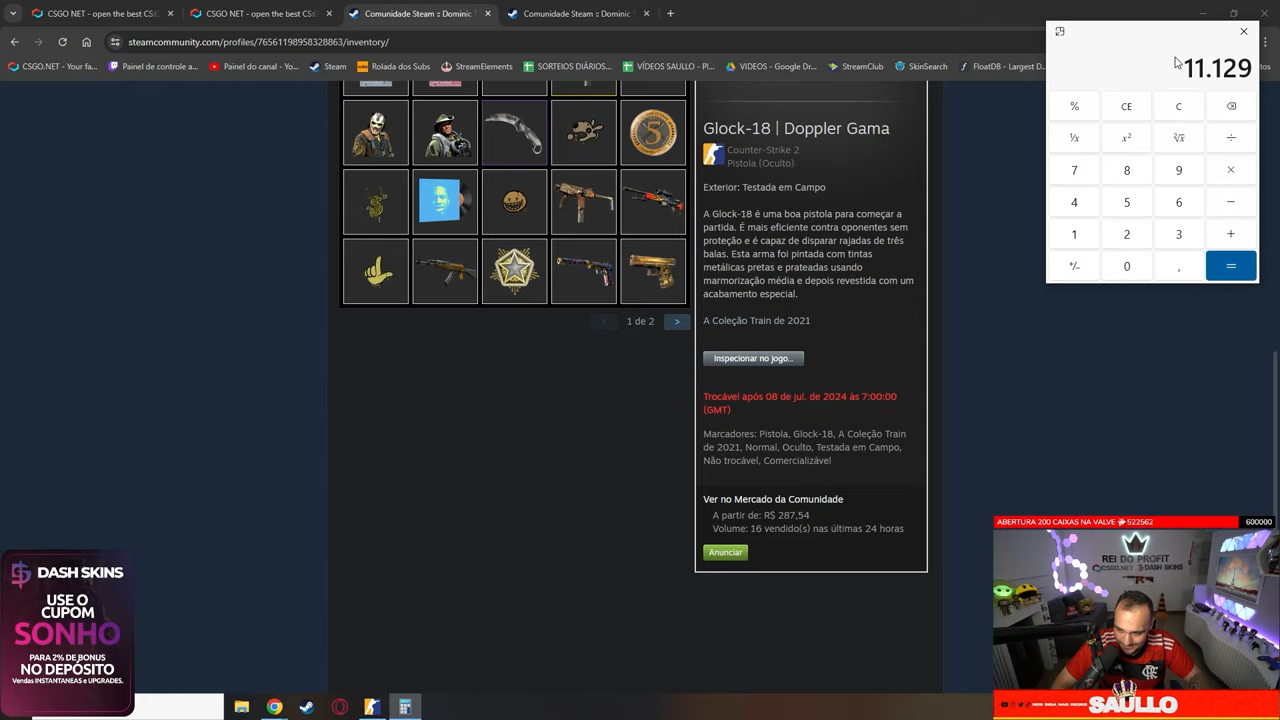 CSGO NET - open the best CS:
CSGO NET - open the best CS:
Comunidade Steam :: Dominic
Comunidade Steam :: Dominic
steamcommunity.com/profiles/76561198958328863/inventory/
CSGO.NET - Your fa...
Painel de controle a...
Painel do canal - Yo...
Steam
Rolada dos Subs
StreamElements
SORTEIOS DIÁRIOS...
VÍDEOS SAULLO - Pl...
VIDEOS - Google Dr...
StreamClub
SkinSearch
FloatDB - Largest D...
11.129
% CE C
¹/x x² ²√x ÷
7 8 9 ×
4 5 6 −
1 2 3 +
+/− 0 , =
5
1 de 2
<
>
Glock-18 | Doppler Gama
Counter-Strike 2
Pistola (Oculto)
Exterior: Testada em Campo
A Glock-18 é uma boa pistola para começar a
partida. É mais eficiente contra oponentes sem
proteção e é capaz de disparar rajadas de três
balas. Esta arma foi pintada com tintas
metálicas pretas e prateadas usando
marmorização média e depois revestida com um
acabamento especial.
A Coleção Train de 2021
Inspecionar no jogo...
Trocável após 08 de jul. de 2024 às 7:00:00
(GMT)
Marcadores: Pistola, Glock-18, A Coleção Train
de 2021, Normal, Oculto, Testada em Campo,
Não trocável, Comercializável
Ver no Mercado da Comunidade
A partir de: R$ 287,54
Volume: 16 vendido(s) nas últimas 24 horas
Anunciar
DASH SKINS
USE O
CUPOM
SONHO
PARA 2% DE BONUS
NO DEPÓSITO
Vendas INSTANTANEAS e UPGRADES.
ABERTURA 200 CAIXAS NA VALVE 522562
600000
REI DO PROFIT
CSGO.NET DASH SKINS
NOS SIGA NAS REDES
SAULLO